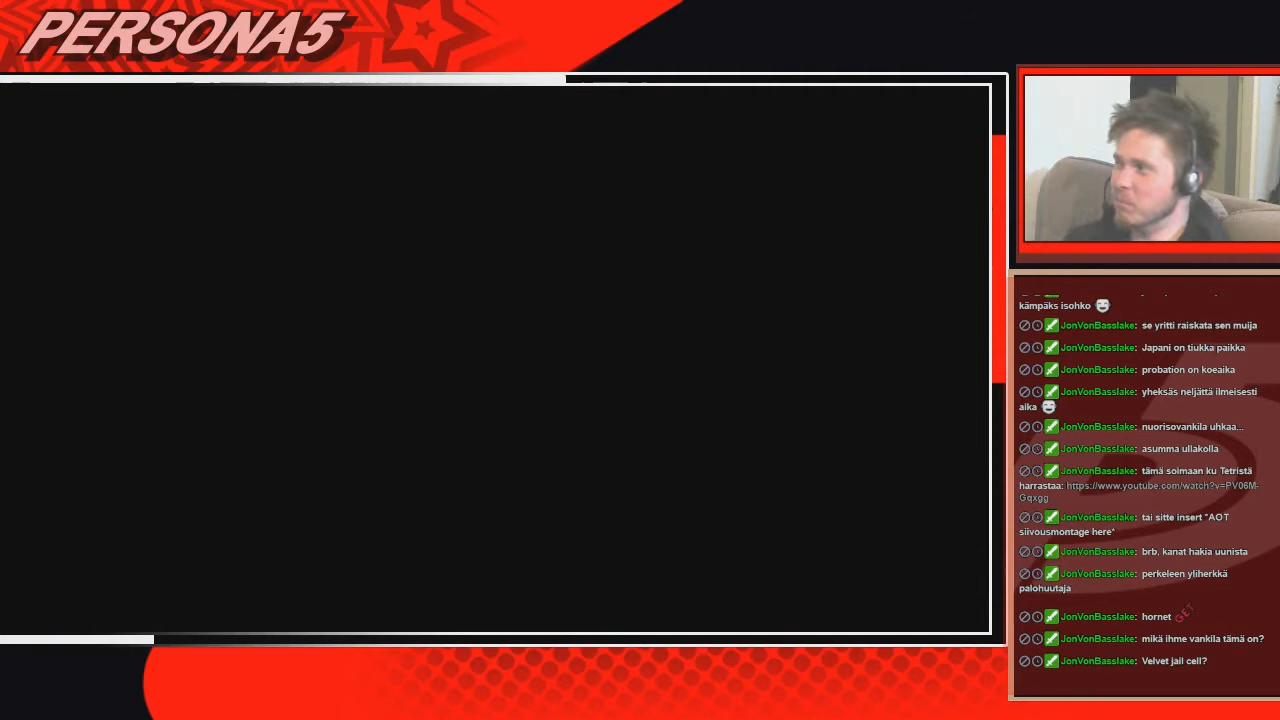 PERSONA5
kämpäks isohko
JonVonBasslake: se yritti raiskata sen muija
JonVonBasslake: Japani on tiukka paikka
JonVonBasslake: probation on koeaika
JonVonBasslake: yheksäs neljättä ilmeisesti
aika
JonVonBasslake: nuorisovankila uhkaa...
JonVonBasslake: asumma ullakolla
JonVonBasslake: tämä soimaan ku Tetristä
harrastaa: https://www.youtube.com/watch?v=PV06M-
Gqxgg
JonVonBasslake: tai sitte insert "AOT
siivousmontage here"
JonVonBasslake: brb, kanat hakia uunista
JonVonBasslake: perkeleen yliherkkä
palohuutaja
JonVonBasslake: hornet GET
JonVonBasslake: mikä ihme vankila tämä on?
JonVonBasslake: Velvet jail cell?